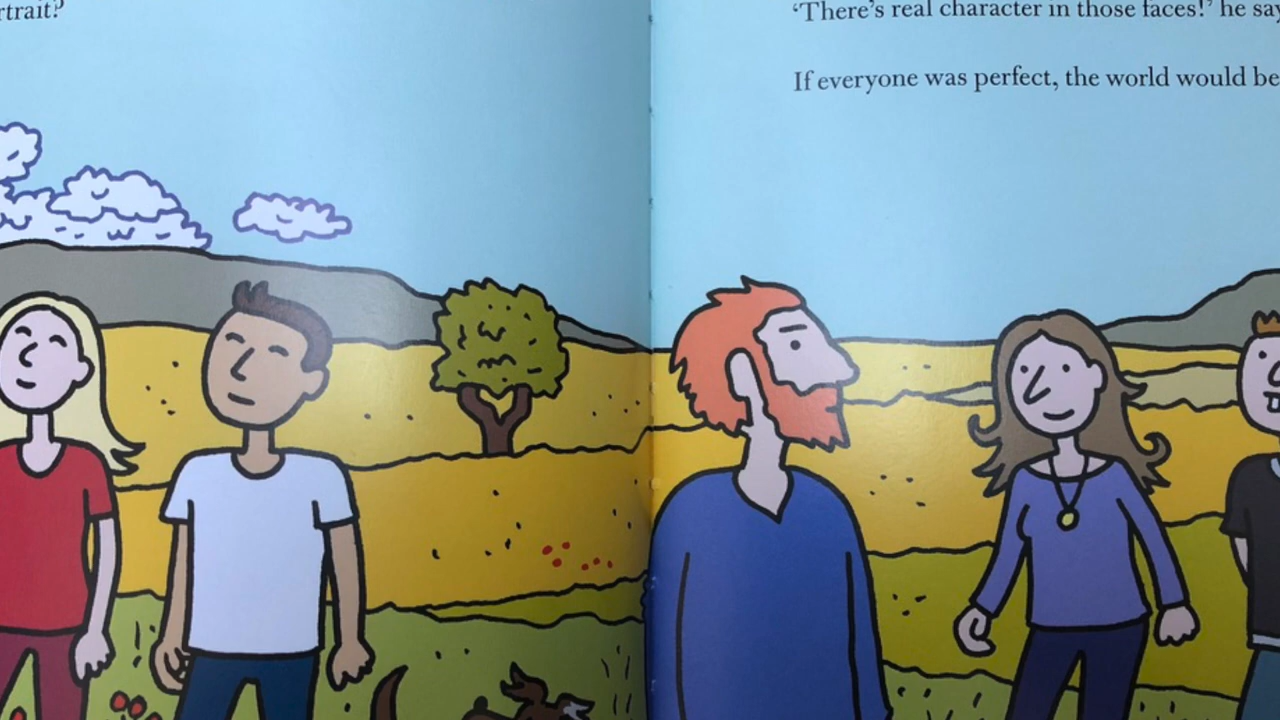 rtrait?
‘There’s real character in those faces!’ he say
If everyone was perfect, the world would be